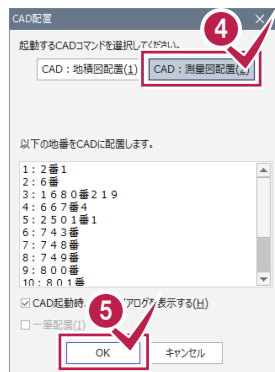 CAD配置
4
起動するCADコマンドを選択してください。
CAD：地積図配置(1) CAD：測量図配置(2)
以下の地番をCADに配置します。
1：2番1
2：6番
3：1680番219
4：667番4
5：2501番1
6：743番
7：748番
8：749番
9：800番
10：801番
5
CAD起動時 アログを表示する(H)
一筆配置(I)
OK キャンセル